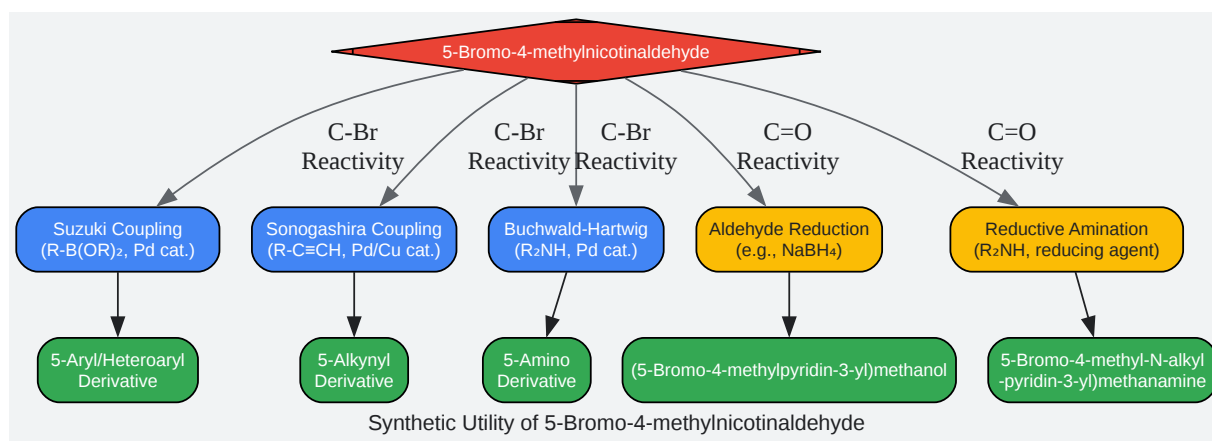 5-Bromo-4-methylnicotinaldehyde
C-Br
Reactivity
C-Br
Reactivity
C-Br
Reactivity
C=O
Reactivity
C=O
Reactivity
Suzuki Coupling
(R-B(OR)₂, Pd cat.)
Sonogashira Coupling
(R-C≡CH, Pd/Cu cat.)
Buchwald-Hartwig
(R₂NH, Pd cat.)
Aldehyde Reduction
(e.g., NaBH₄)
Reductive Amination
(R₂NH, reducing agent)
5-Aryl/Heteroaryl
Derivative
5-Alkynyl
Derivative
5-Amino
Derivative
(5-Bromo-4-methylpyridin-3-yl)methanol
5-Bromo-4-methyl-N-alkyl
-pyridin-3-yl)methanamine
Synthetic Utility of 5-Bromo-4-methylnicotinaldehyde